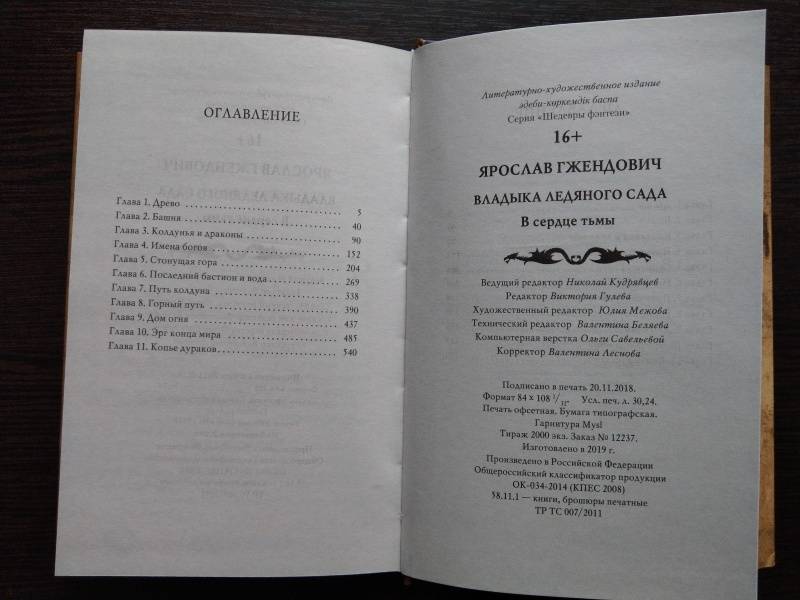 ОГЛАВЛЕНИЕ
Глава 1. Древо 5
Глава 2. Башня 40
Глава 3. Колдунья и драконы 90
Глава 4. Имена богов 152
Глава 5. Стонущая гора 204
Глава 6. Последний бастион и вода 269
Глава 7. Путь колдуна 338
Глава 8. Горный путь 390
Глава 9. Дом огня 437
Глава 10. Эрг конца мира 485
Глава 11. Копье дураков 540
Литературно-художественное издание
әдеби-көркемдік баспа
Серия «Шедевры фэнтези»
16+
ЯРОСЛАВ ГЖЕНДОВИЧ
ВЛАДЫКА ЛЕДЯНОГО САДА
В сердце тьмы
Ведущий редактор Николай Кудрявцев
Редактор Виктория Гулева
Художественный редактор Юлия Межова
Технический редактор Валентина Беляева
Компьютерная верстка Ольги Савельевой
Корректор Валентина Леснова
Подписано в печать 20.11.2018.
Формат 84 x 108 1/32. Усл. печ. л. 30,24.
Печать офсетная. Бумага типографская.
Гарнитура Mysl
Тираж 2000 экз. Заказ № 12237.
Изготовлено в 2019 г.
Произведено в Российской Федерации
Общероссийский классификатор продукции
ОК-034-2014 (КПЕС 2008)
58.11.1 — книги, брошюры печатные
ТР ТС 007/2011